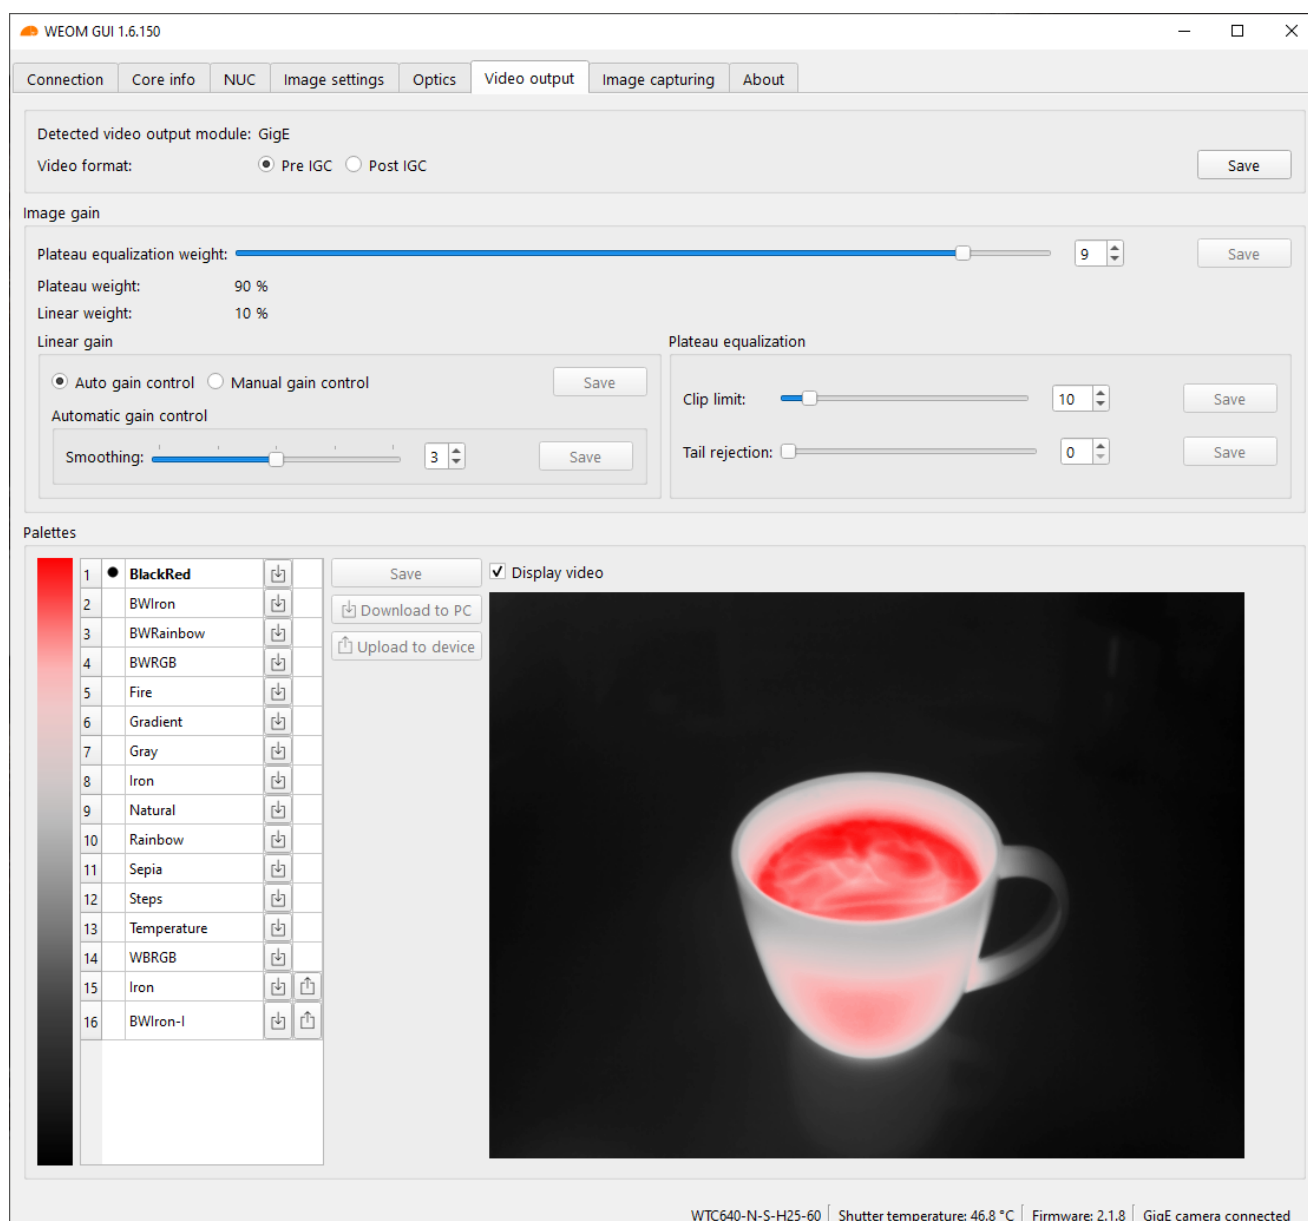 WEOM GUI 1.6.150
Connection Core info NUC Image settings Optics Video output Image capturing About
Detected video output module: GigE
Video format: Pre IGC Post IGC Save
Image gain
Plateau equalization weight: 9 Save
Plateau weight: 90 %
Linear weight: 10 %
Linear gain
Auto gain control Manual gain control Save
Automatic gain control
Smoothing: 3 Save
Plateau equalization
Clip limit: 10 Save
Tail rejection: 0 Save
Palettes
1 BlackRed
2 BWIron
3 BWRainbow
4 BWRGB
5 Fire
6 Gradient
7 Gray
8 Iron
9 Natural
10 Rainbow
11 Sepia
12 Steps
13 Temperature
14 WBRGB
15 Iron
16 BWIron-I
Save
Download to PC
Upload to device
Display video
WTC640-N-S-H25-60 Shutter temperature: 46.8 °C Firmware: 2.1.8 GigE camera connected